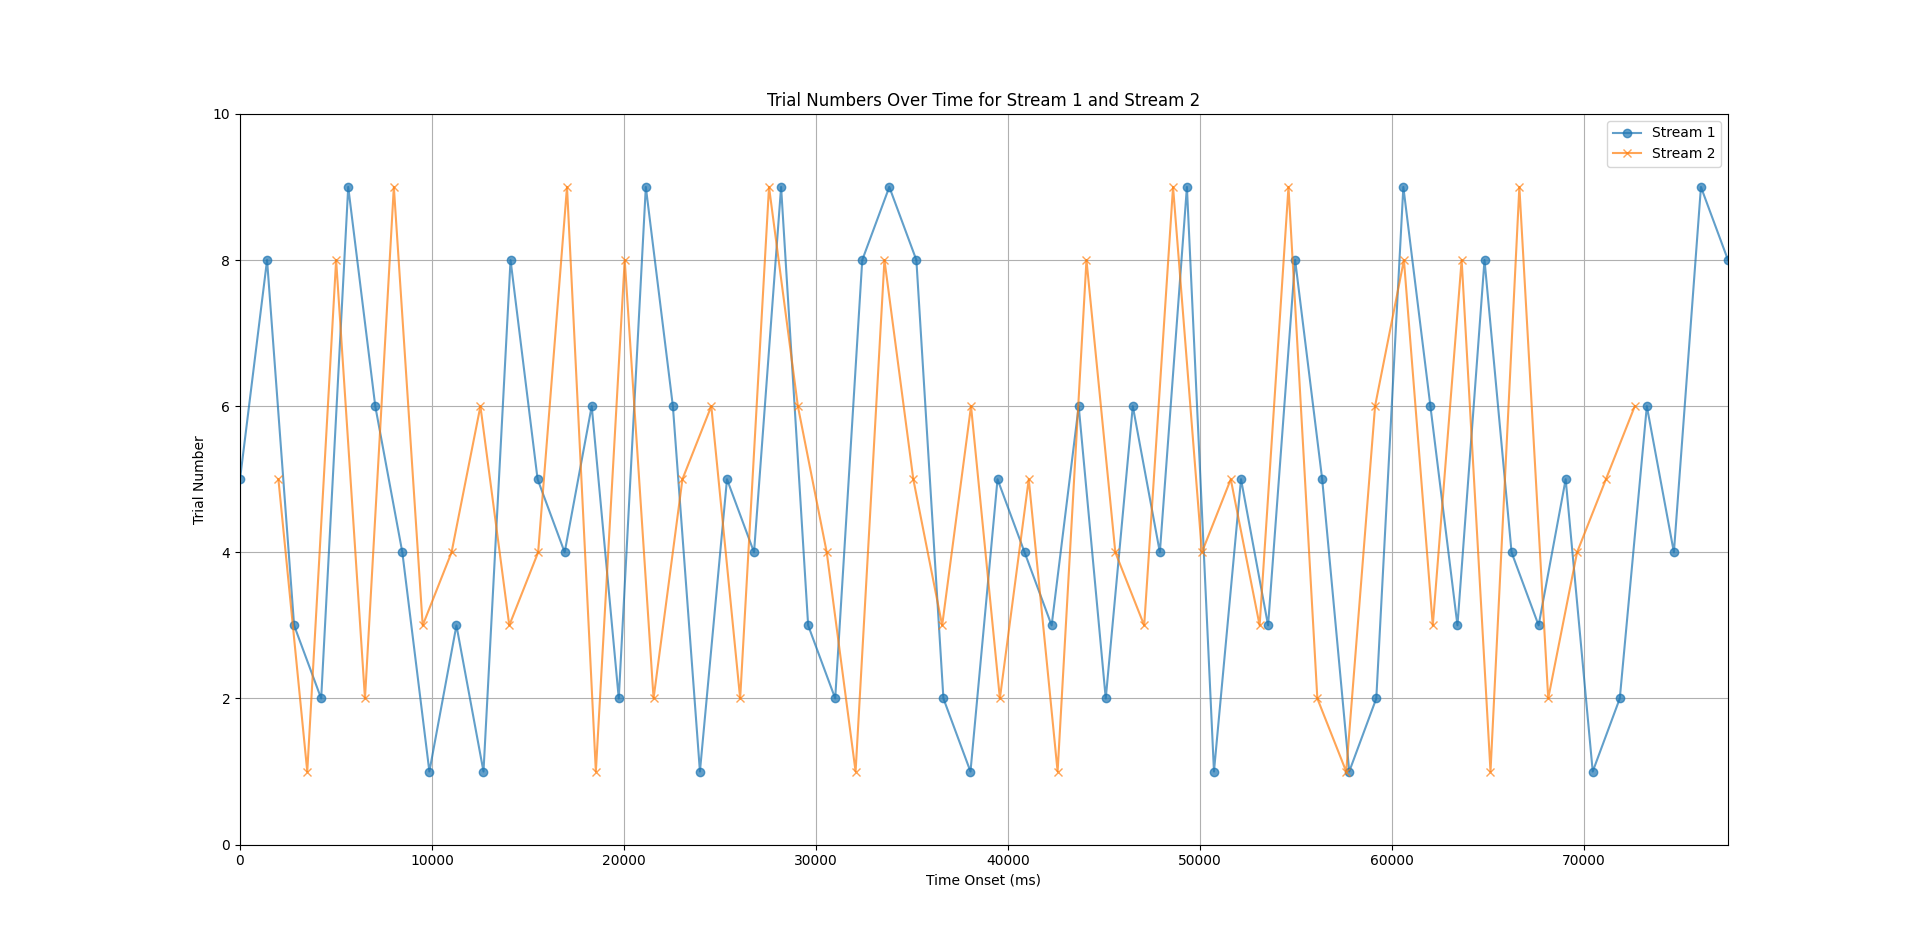 Trial Numbers Over Time for Stream 1 and Stream 2
Stream 1
Stream 2
Trial Number
10
8
6
4
2
0
0 10000 20000 30000 40000 50000 60000 70000
Time Onset (ms)